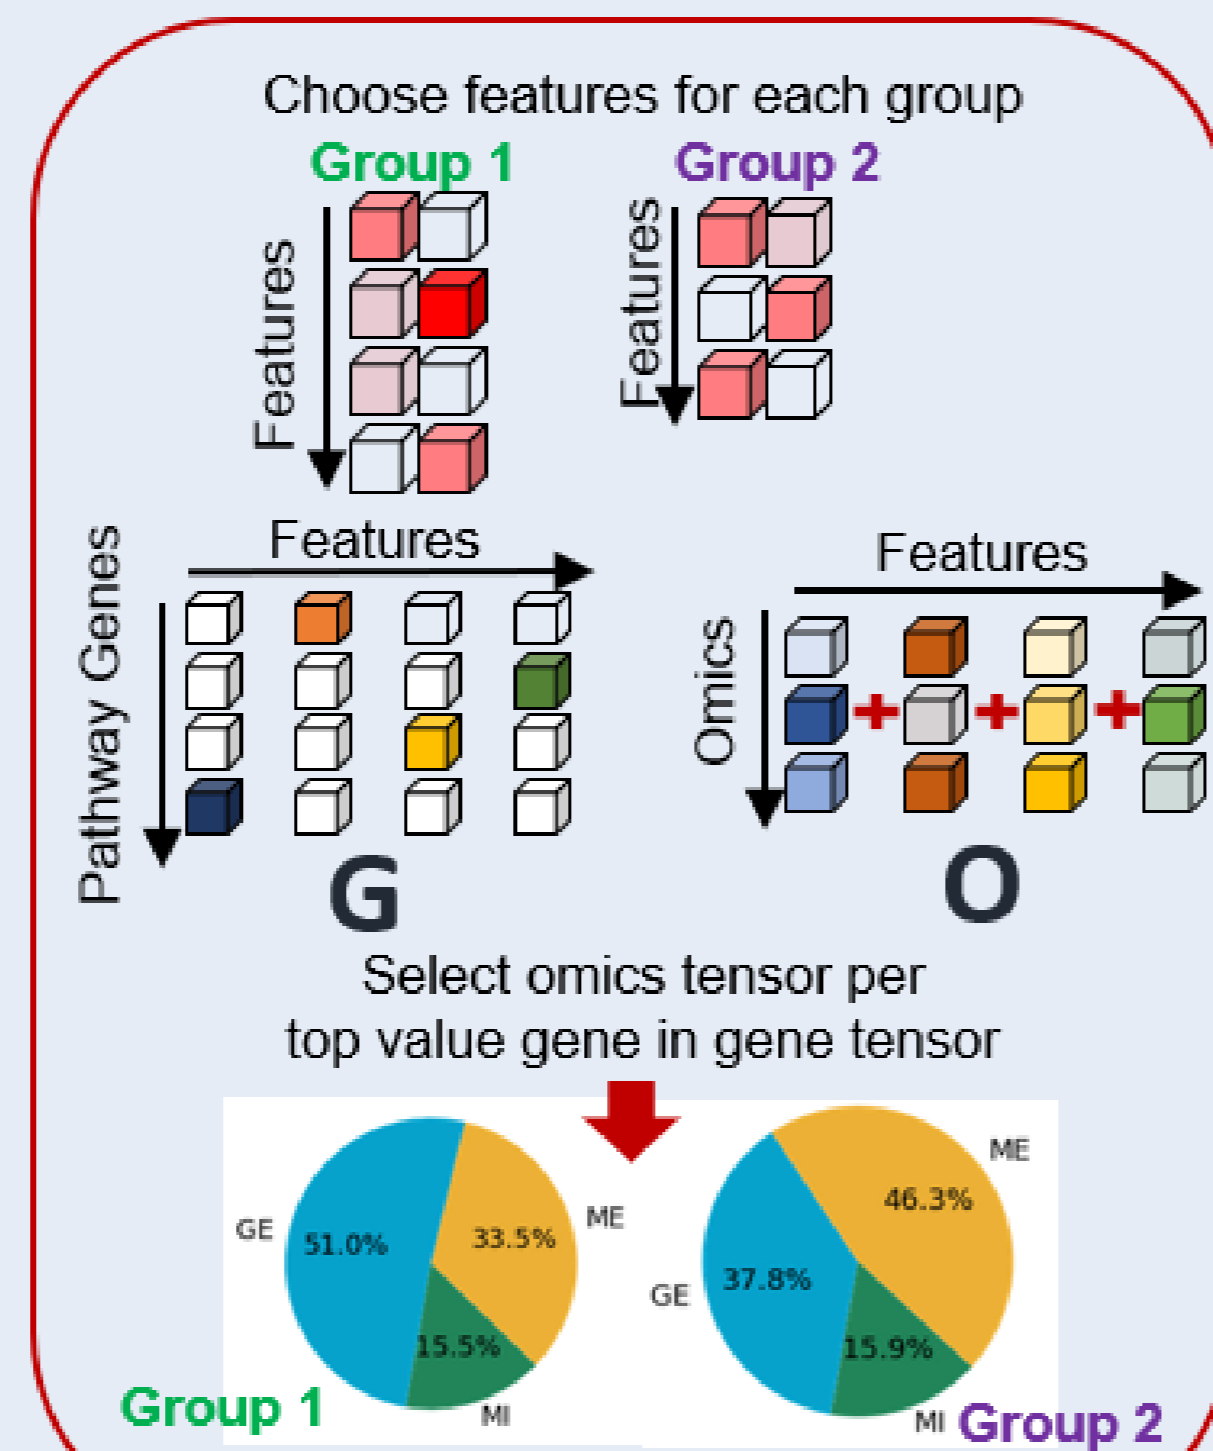 Choose features for each group
Group 1
Group 2
Features
Features
Features
Pathway Genes
G
Features
Omics
+ + +
O
Select omics tensor per
top value gene in gene tensor
GE
51.0%
33.5%
ME
15.5%
MI
Group 1
ME
46.3%
37.8%
GE
15.9%
MI
Group 2